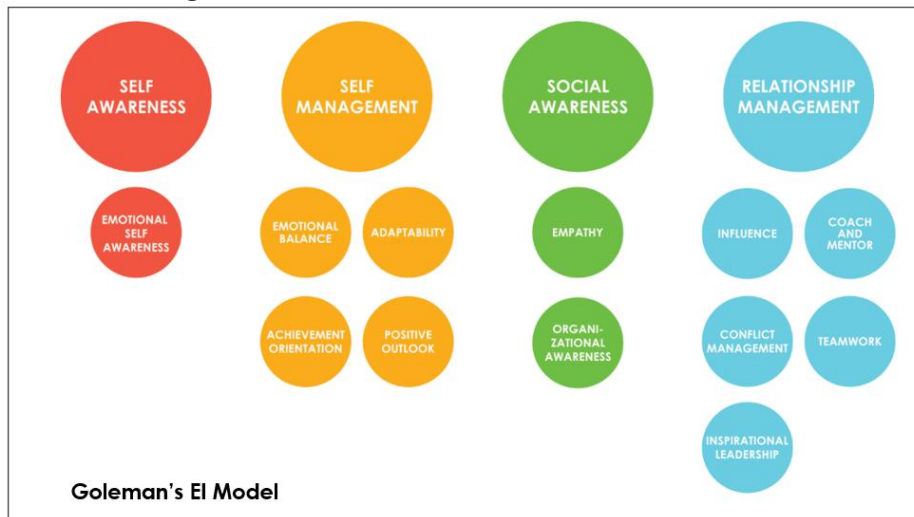 SELF
AWARENESS
SELF
MANAGEMENT
SOCIAL
AWARENESS
RELATIONSHIP
MANAGEMENT
EMOTIONAL
SELF
AWARENESS
EMOTIONAL
BALANCE
ADAPTABILITY
EMPATHY
INFLUENCE
COACH
AND
MENTOR
ACHIEVEMENT
ORIENTATION
POSITIVE
OUTLOOK
ORGANI-
ZATIONAL
AWARENESS
CONFLICT
MANAGEMENT
TEAMWORK
INSPIRATIONAL
LEADERSHIP
Goleman's EI Model